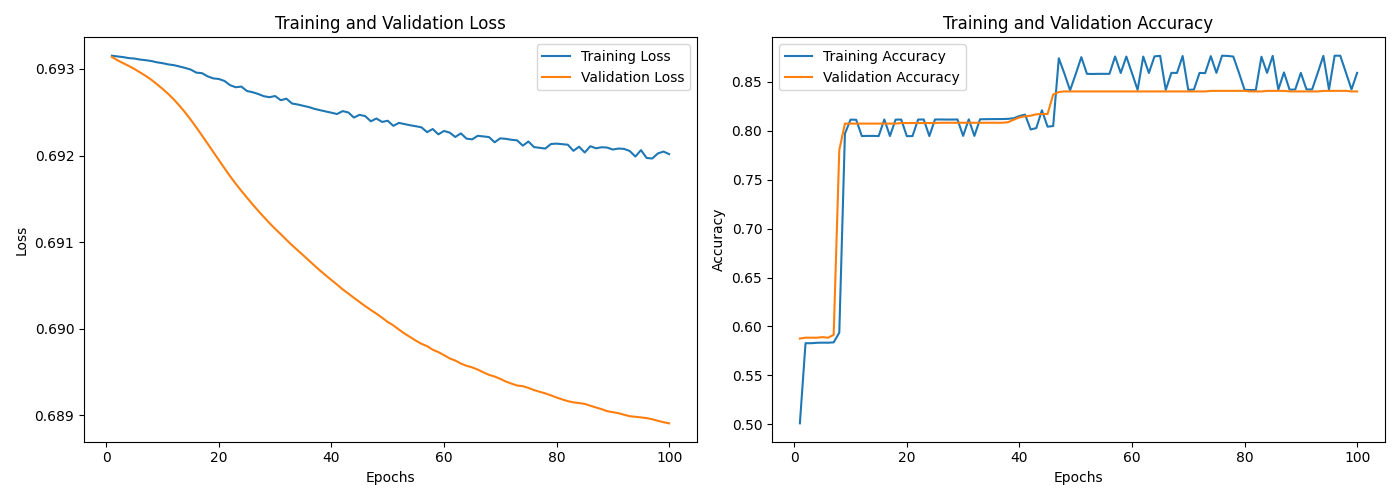 Training and Validation Loss
Training Loss
Validation Loss
0.693
0.692
0.691
0.690
0.689
Loss
0
20
40
60
80
100
Epochs
Training and Validation Accuracy
Training Accuracy
Validation Accuracy
0.85
0.80
0.75
0.70
0.65
0.60
0.55
0.50
Accuracy
0
20
40
60
80
100
Epochs